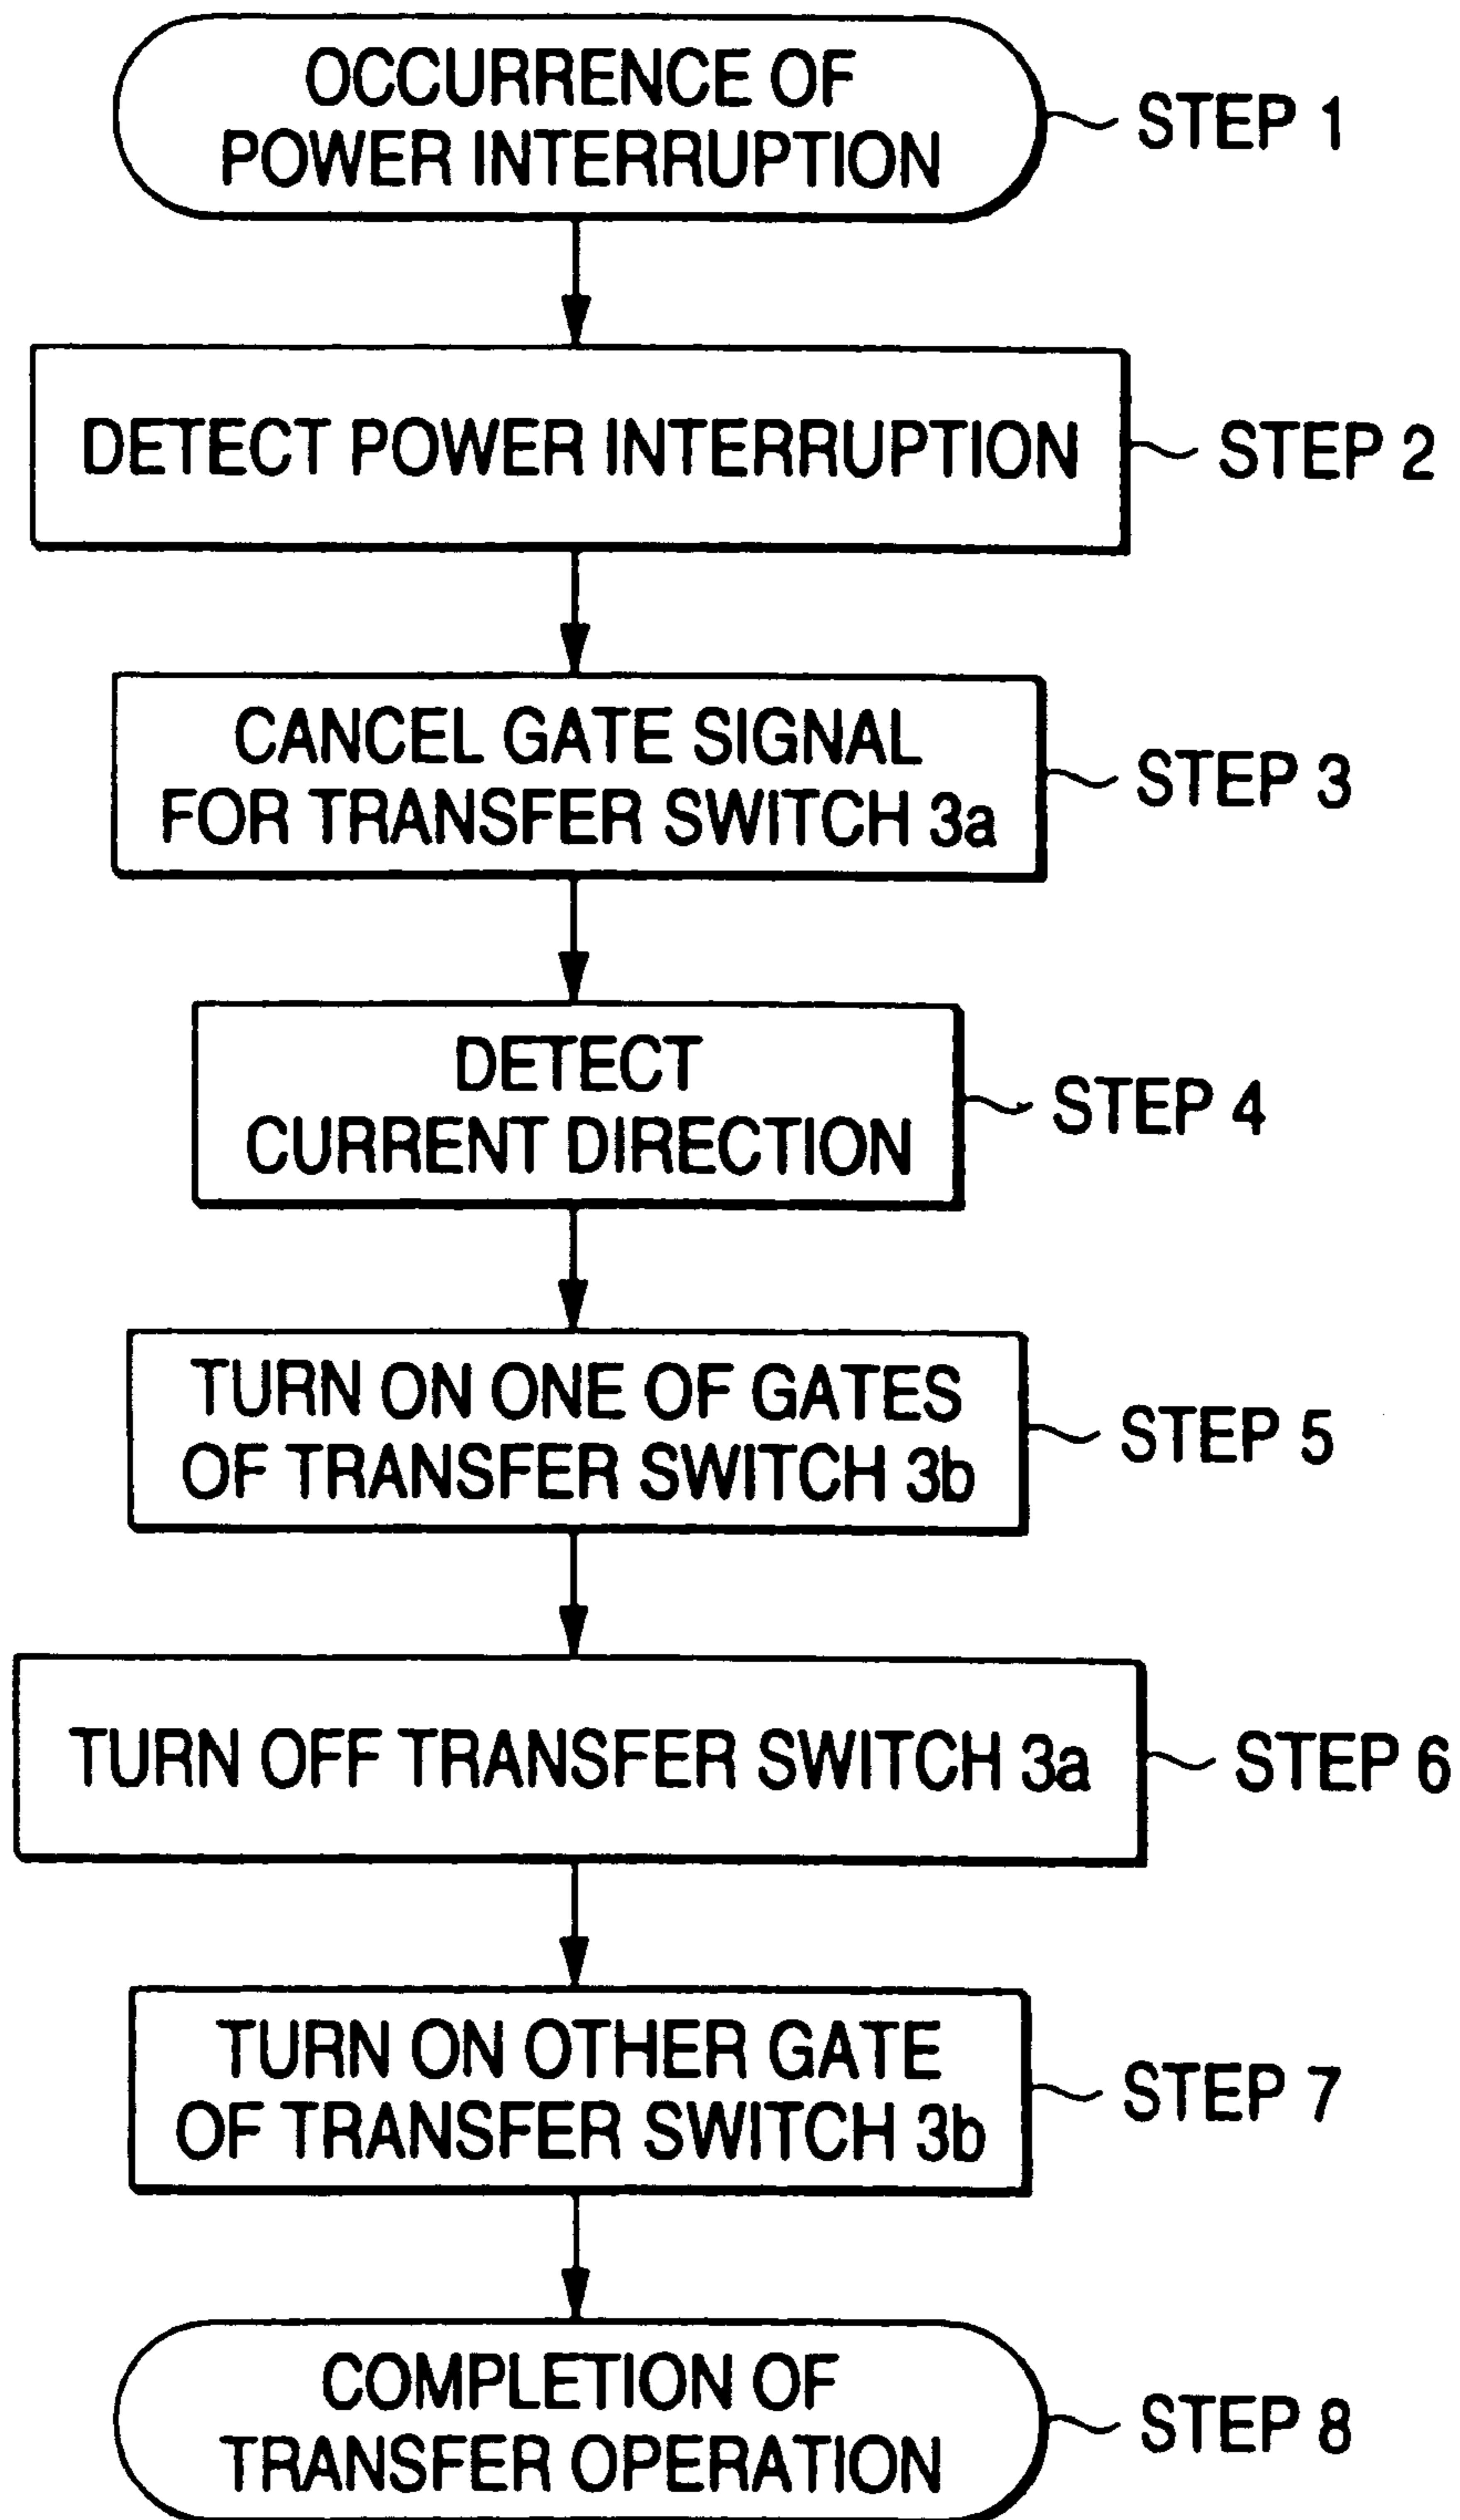 OCCURRENCE OF
POWER INTERRUPTION
STEP 1
DETECT POWER INTERRUPTION
STEP 2
CANCEL GATE SIGNAL
FOR TRANSFER SWITCH 3a
STEP 3
DETECT
CURRENT DIRECTION
STEP 4
TURN ON ONE OF GATES
OF TRANSFER SWITCH 3b
STEP 5
TURN OFF TRANSFER SWITCH 3a
STEP 6
TURN ON OTHER GATE
OF TRANSFER SWITCH 3b
STEP 7
COMPLETION OF
TRANSFER OPERATION
STEP 8